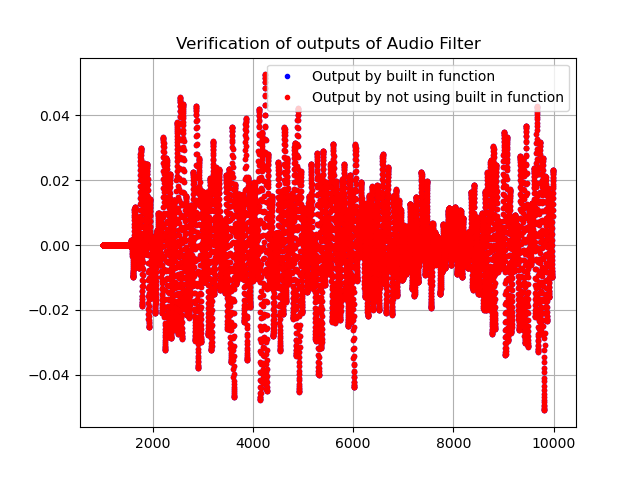 Verification of outputs of Audio Filter
Output by built in function
Output by not using built in function
0.04
0.02
0.00
−0.02
−0.04
2000 4000 6000 8000 10000